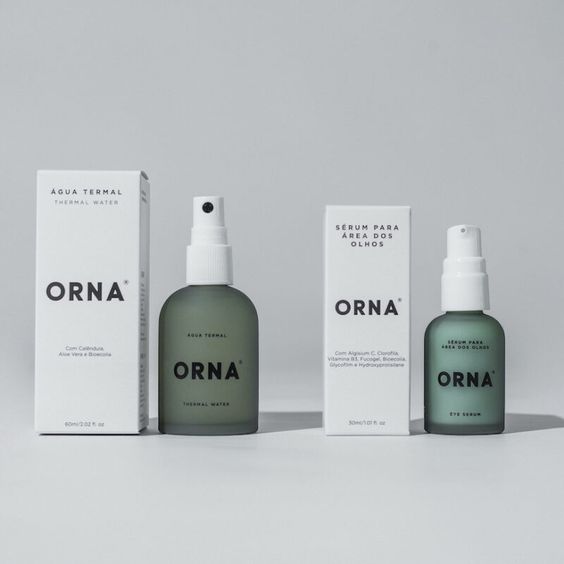 ÁGUA TERMAL
THERMAL WATER
ORNA®
Com Calêndula,
Aloe Vera e Bioecolia
60ml/2.02 fl. oz
ÁGUA TERMAL
ORNA®
THERMAL WATER
SÉRUM PARA
ÁREA DOS
OLHOS
ORNA®
Com Algisium C, Clorofila,
Vitamina B3, Fucogel, Bioecolia,
Glycofilm e Hydroxyprolisilane
30ml/1.01 fl. oz
SÉRUM PARA
ÁREA DOS OLHOS
ORNA®
EYE SERUM